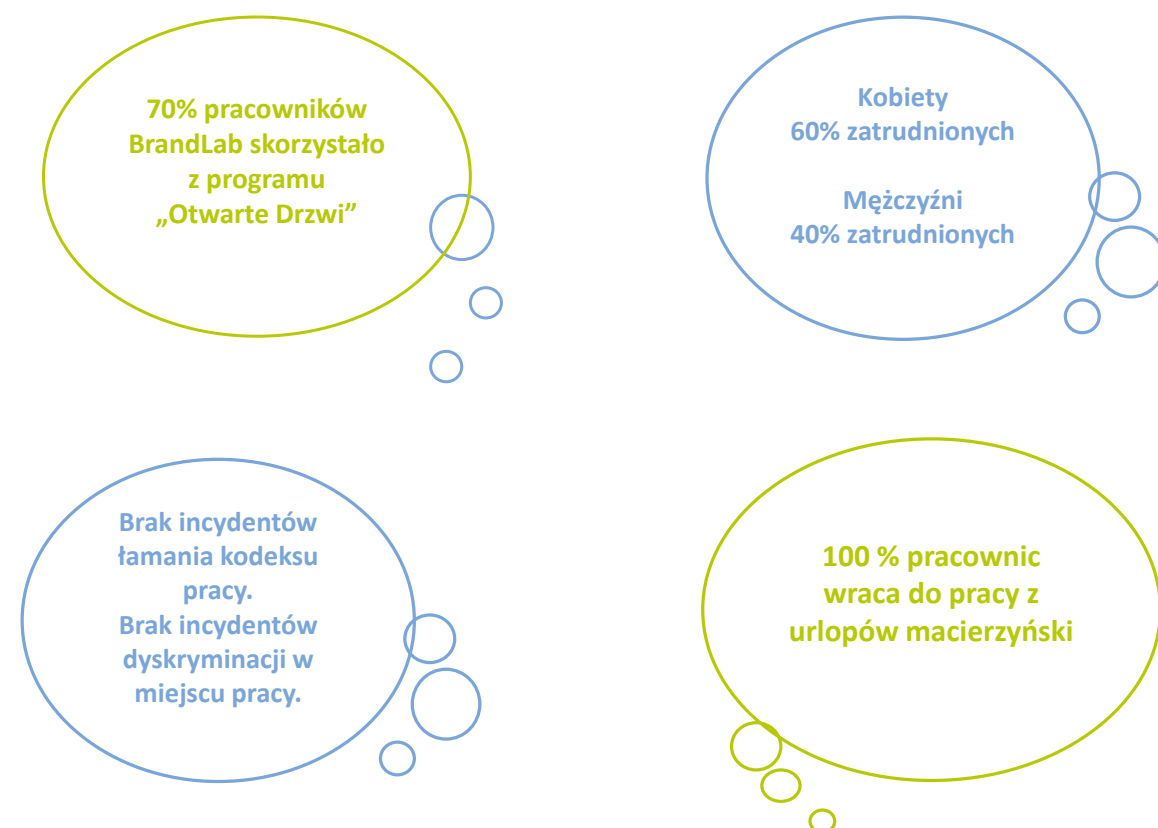 70% pracowników
BrandLab skorzystało
z programu
„Otwarte Drzwi”
Kobiety
60% zatrudnionych
Mężczyźni
40% zatrudnionych
Brak incydentów
łamania kodeksu
pracy.
Brak incydentów
dyskryminacji w
miejscu pracy.
100 % pracownic
wraca do pracy z
urlopów macierzyński